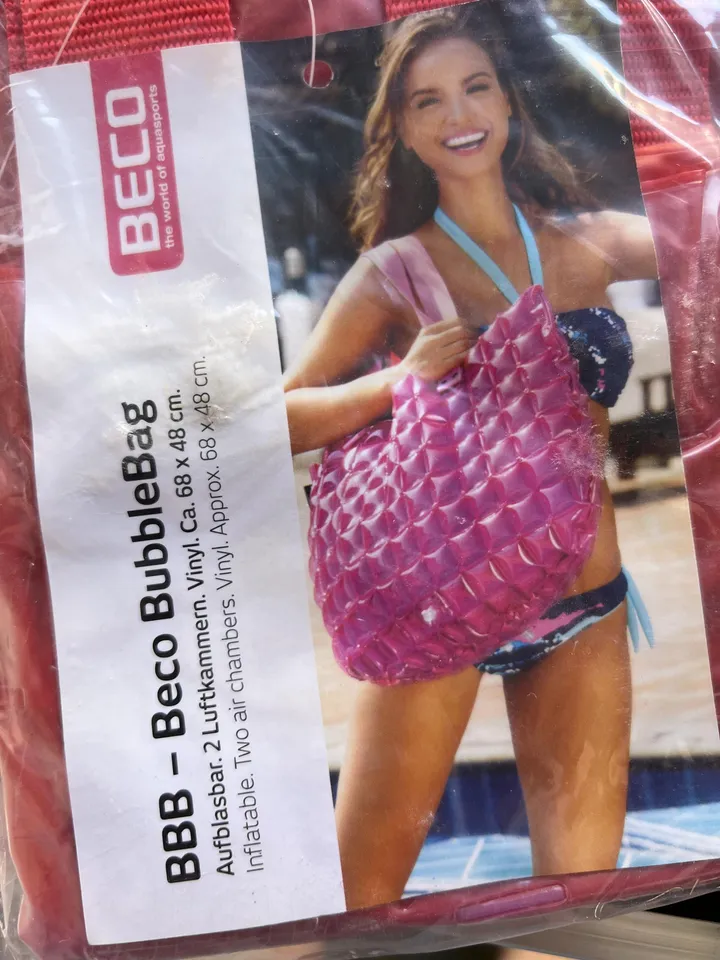 BECO
the world of aquasports
BBB – Beco BubbleBag
Aufblasbar. 2 Luftkammern. Vinyl. Ca. 68 x 48 cm.
Inflatable. Two air chambers. Vinyl. Approx. 68 x 48 cm.